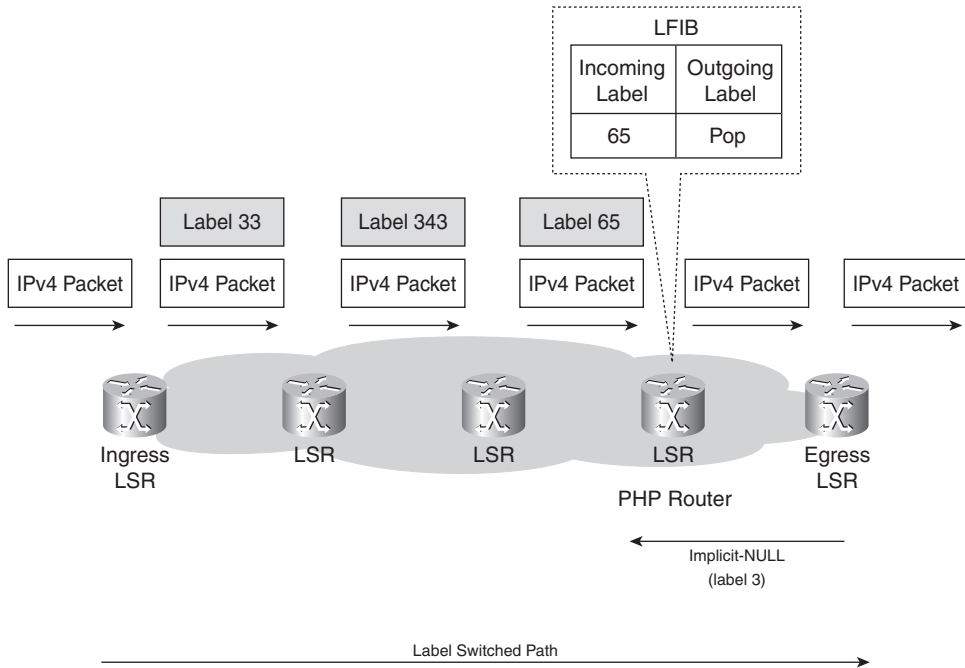 LFIB
Incoming Label
Outgoing Label
65
Pop
Label 33
Label 343
Label 65
IPv4 Packet
IPv4 Packet
IPv4 Packet
IPv4 Packet
IPv4 Packet
IPv4 Packet
Ingress
LSR
LSR
LSR
LSR
Egress
LSR
PHP Router
Implicit-NULL
(label 3)
Label Switched Path